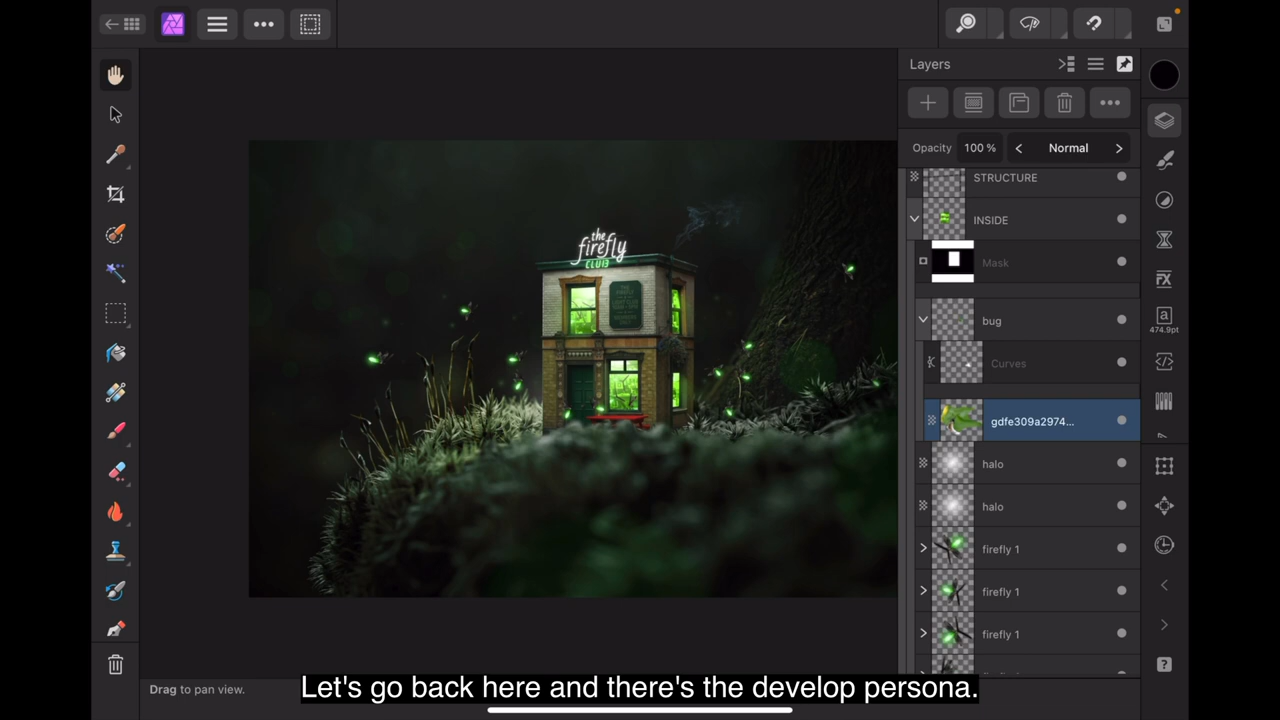 Layers
Opacity 100 % < Normal >
STRUCTURE
INSIDE
Mask
bug
Curves
gdfe309a2974...
halo
halo
firefly 1
firefly 1
firefly 1
FX
a
474.9pt
?
the
firefly
CLUB
Drag to pan view.
Let's go back here and there's the develop persona.